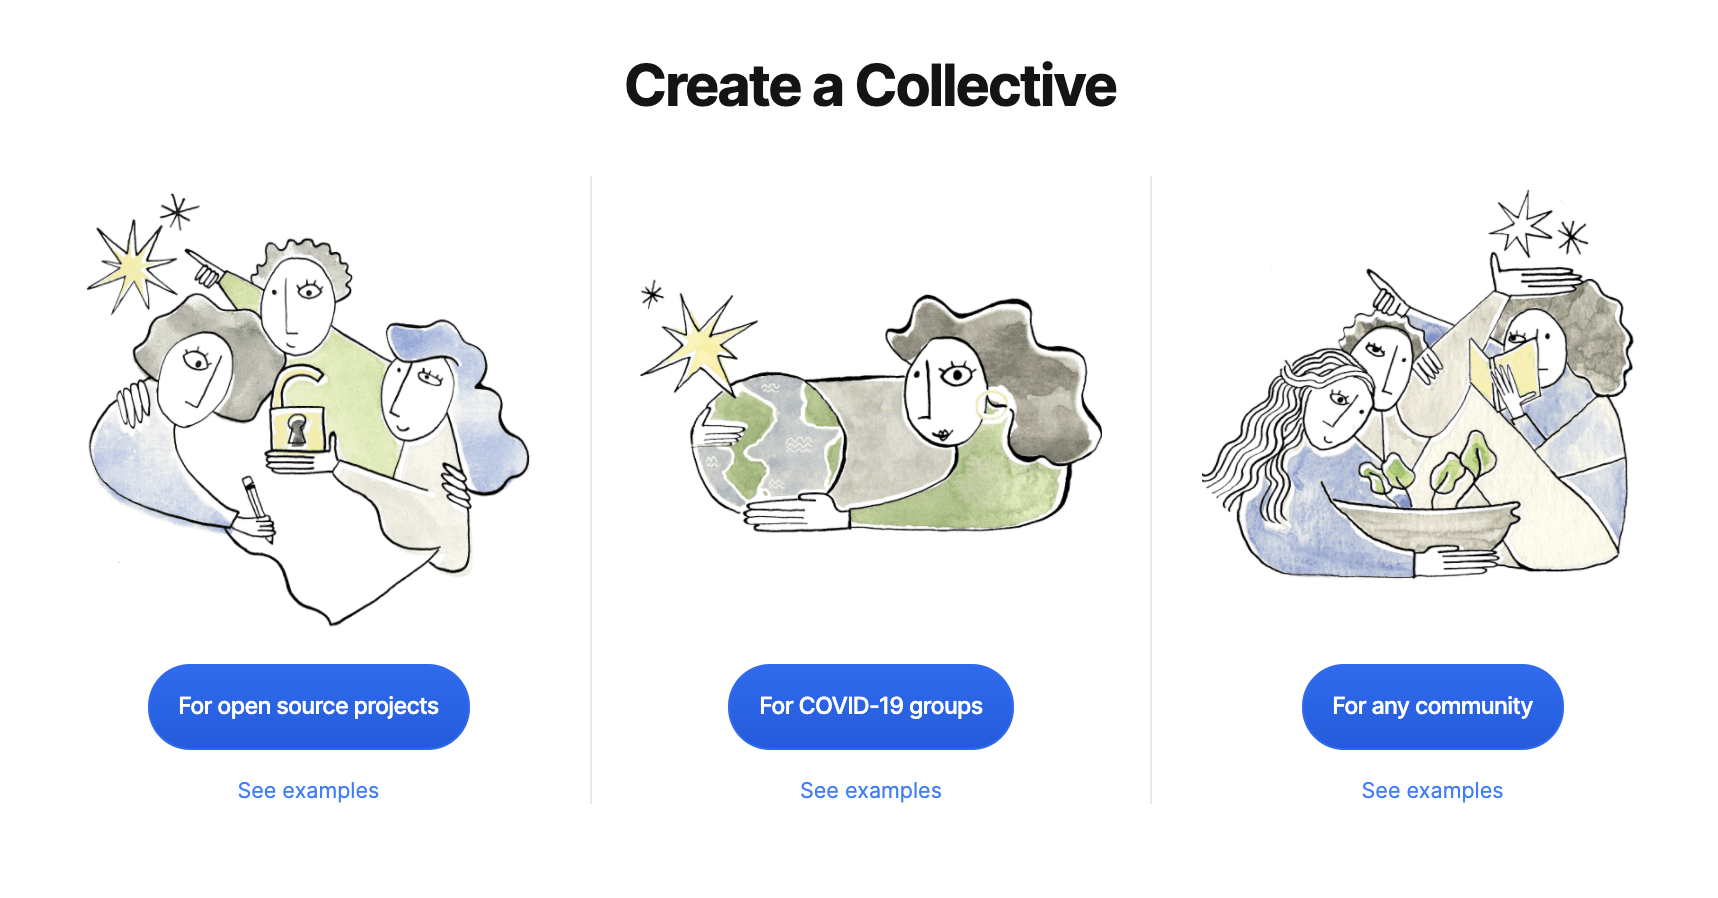 Create a Collective
For open source projects
For COVID-19 groups
For any community
See examples
See examples
See examples